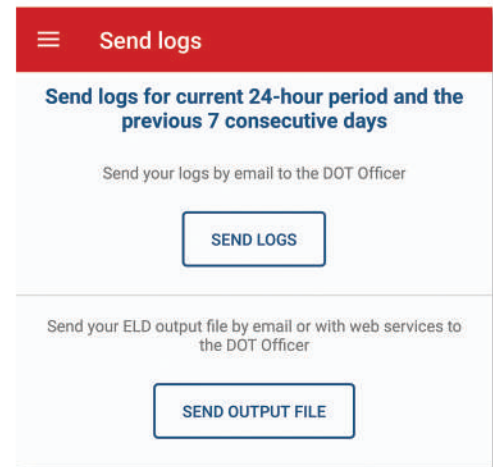 Send logs
Send logs for current 24-hour period and the
previous 7 consecutive days
Send your logs by email to the DOT Officer
SEND LOGS
Send your ELD output file by email or with web services to
the DOT Officer
SEND OUTPUT FILE